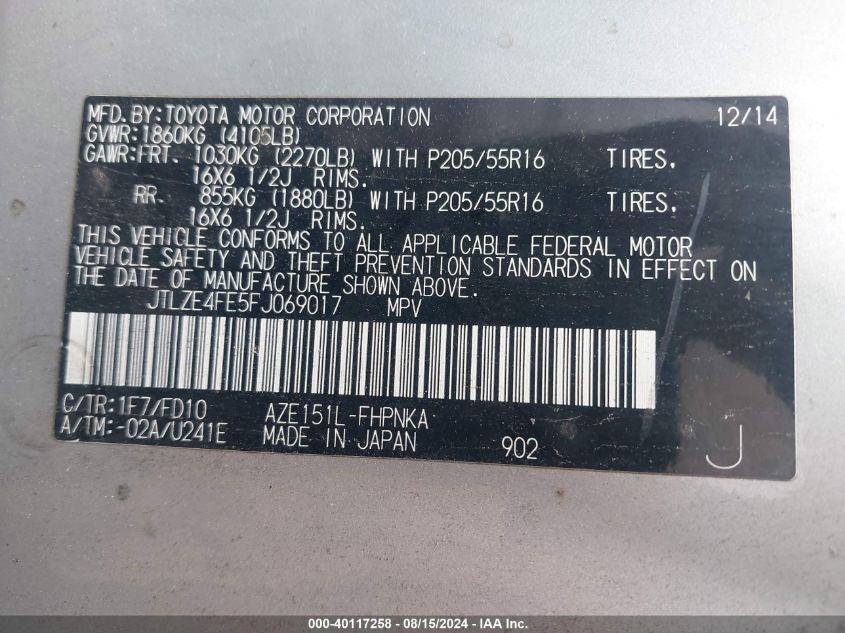 MFD.BY:TOYOTA MOTOR CORPORATION 12/14
GVWR:1860KG (4105LB)
GAWR:FRT. 1030KG (2270LB) WITH P205/55R16 TIRES.
16X6 1/2J RIMS.
RR. 855KG (1880LB) WITH P205/55R16 TIRES.
16X6 1/2J RIMS.
THIS VEHICLE CONFORMS TO ALL APPLICABLE FEDERAL MOTOR
VEHICLE SAFETY AND THEFT PREVENTION STANDARDS IN EFFECT ON
THE DATE OF MANUFACTURE SHOWN ABOVE.
JTLZE4FE5FJ069017 MPV
C/TR:1F7/FD10 AZE151L-FHPNKA
A/TM:-02A/U241E MADE IN JAPAN 902 J
000-40117258 - 08/15/2024 - IAA Inc.